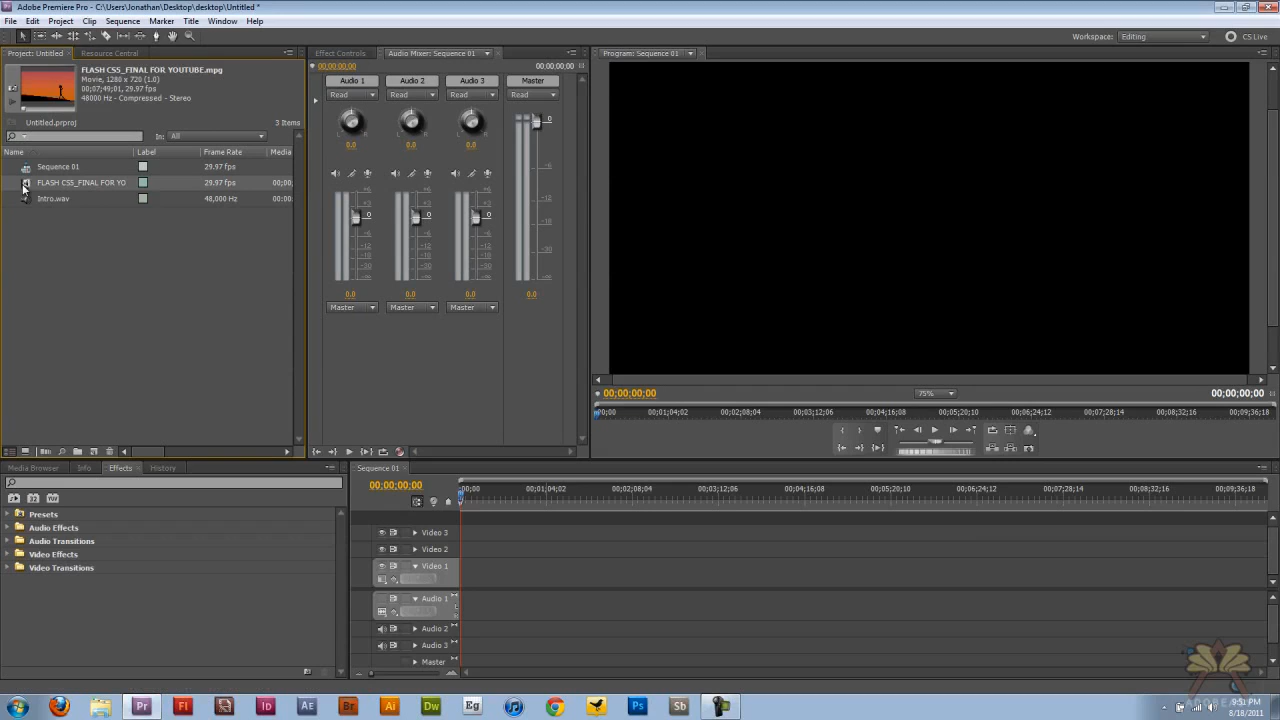 Adobe Premiere Pro - C:\Users\Jonathan\Desktop\desktop\Untitled *
File Edit Project Clip Sequence Marker Title Window Help
Workspace: Editing CS Live
Project: Untitled Resource Central
FLASH CS5_FINAL FOR YOUTUBE.mpg
Movie, 1280 x 720 (1.0)
00;07;49;01, 29.97 fps
48000 Hz - Compressed - Stereo
Untitled.prproj 3 Items
In: All
Name Label Frame Rate Media
Sequence 01 29.97 fps
FLASH CS5_FINAL FOR YO 29.97 fps 00;00;
Intro.wav 48,000 Hz 00:00:
Effect Controls Audio Mixer: Sequence 01
00;00;00;00 00;00;00;00
Audio 1 Audio 2 Audio 3 Master
Read Read Read Read
L R L R L R
0.0 0.0 0.0
0.0 0.0 0.0 0.0
Master Master Master
Program: Sequence 01
00;00;00;00 75% 00;00;00;00
00;00 00;01;04;02 00;02;08;04 00;03;12;06 00;04;16;08 00;05;20;10 00;06;24;12 00;07;28;14 00;08;32;16 00;09;36;18
Media Browser Info Effects History
Presets
Audio Effects
Audio Transitions
Video Effects
Video Transitions
Sequence 01
00;00;00;00
00;00 00;01;04;02 00;02;08;04 00;03;12;06 00;04;16;08 00;05;20;10 00;06;24;12 00;07;28;14 00;08;32;16 00;09;36;18
Video 3
Video 2
Video 1
Audio 1
Audio 2
Audio 3
Master
Pr Fl Id Ae Br Ai Dw Eg Ps Sb
9:51 PM
8/18/2011